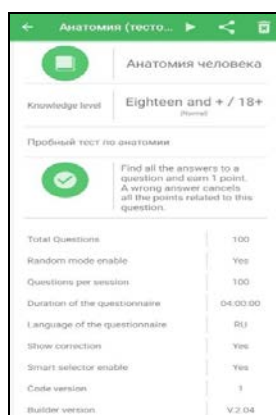 Анатомия (тесто...
Анатомия человека
Knowledge level
Eighteen and + / 18+
(Normal)
Пробный тест по анатомии
Find all the answers to a
question and earn 1 point.
A wrong answer cancels
all the points related to this
question.
Total Questions 100
Random mode enable Yes
Questions per session 100
Duration of the questionnaire 04:00:00
Language of the questionnaire RU
Show correction Yes
Smart selector enable Yes
Code version 1
Builder version V.2.04